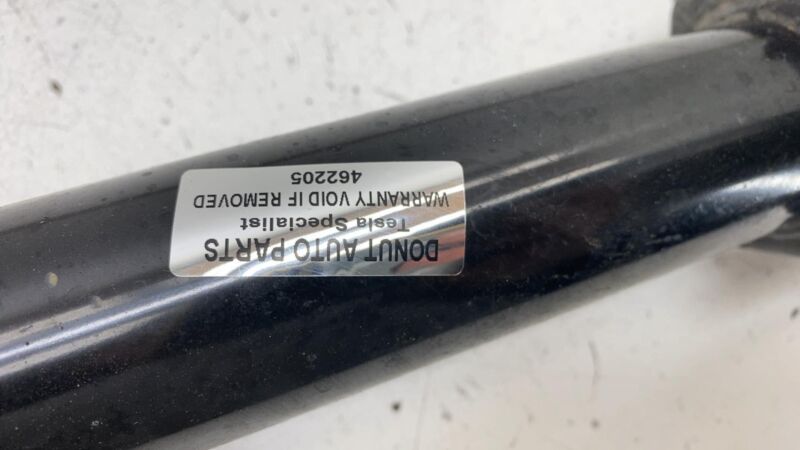 DONUT AUTO PARTS
Tesla Specialist
WARRANTY VOID IF REMOVED
462205